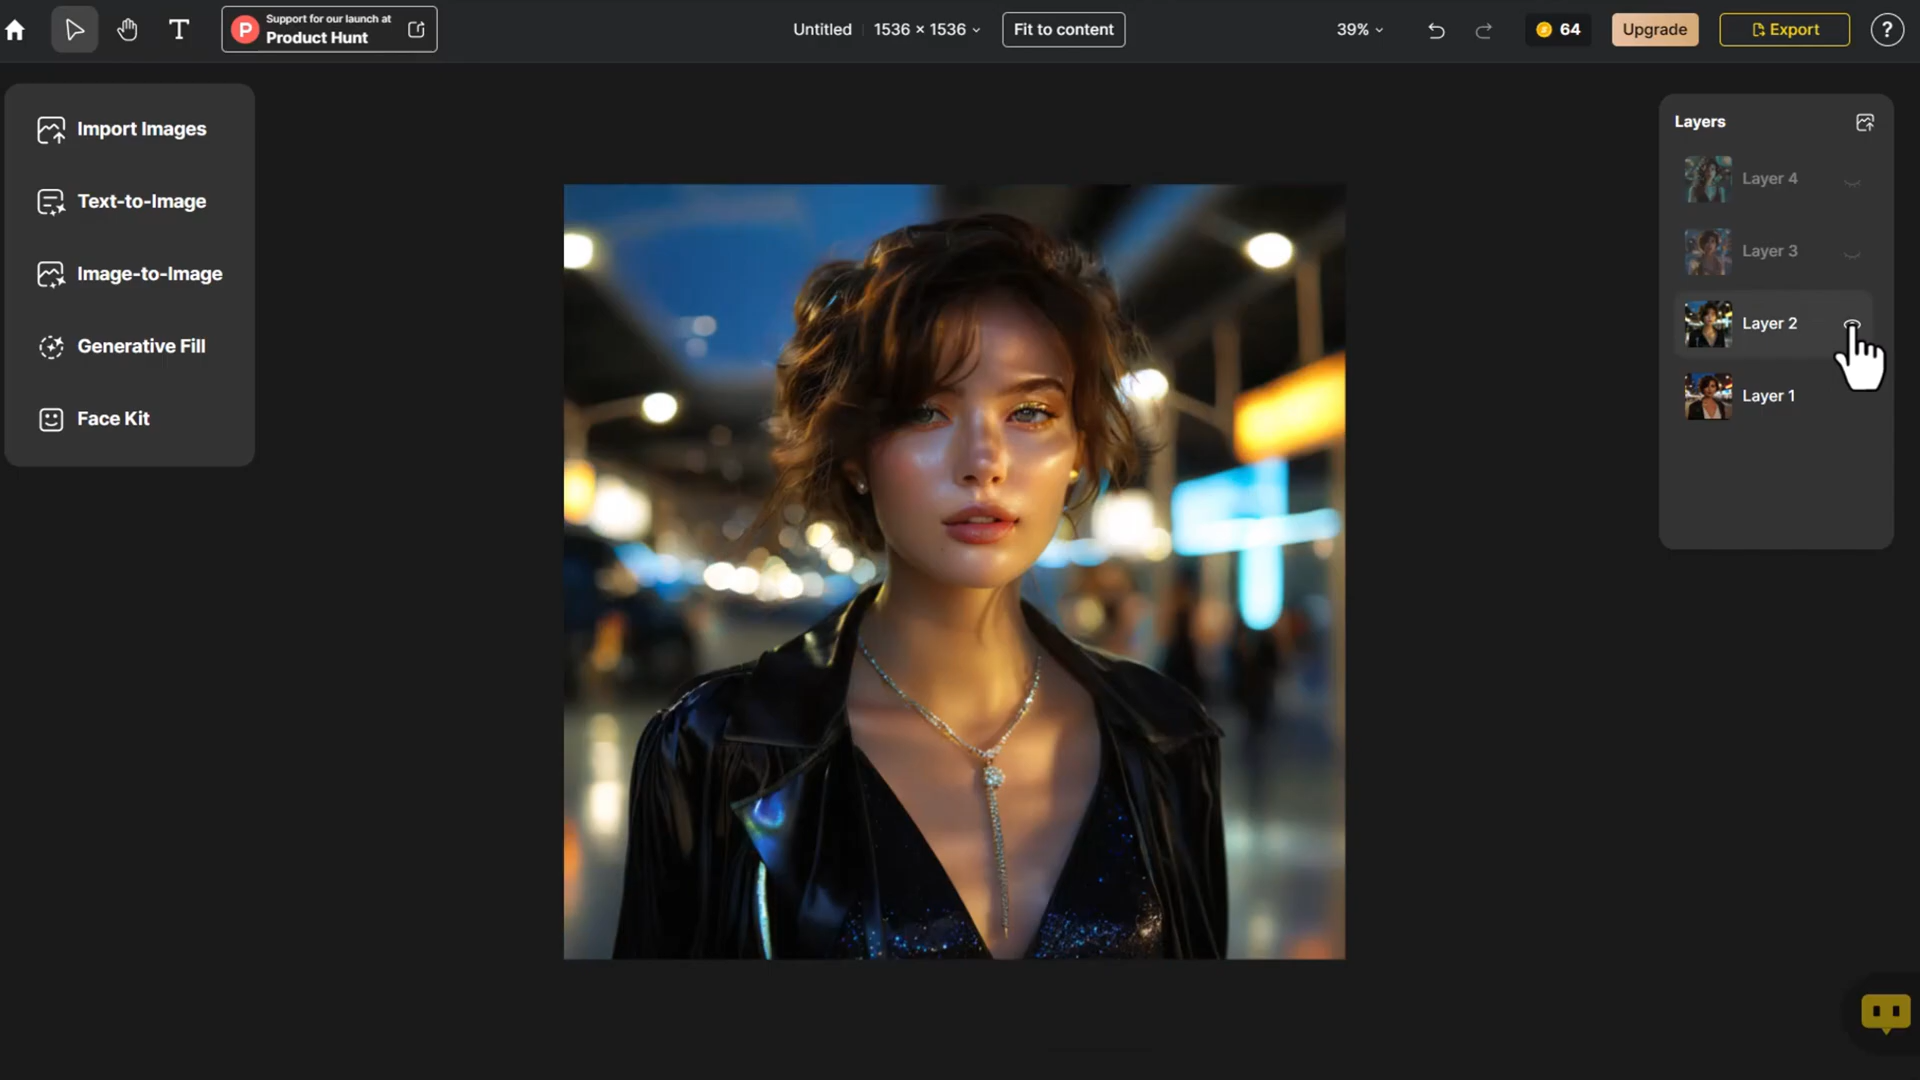 T
P
Support for our launch at
Product Hunt
Untitled
1536 × 1536
Fit to content
39%
64
Upgrade
Export
?
Import Images
Text-to-Image
Image-to-Image
Generative Fill
Face Kit
Layers
Layer 4
Layer 3
Layer 2
Layer 1